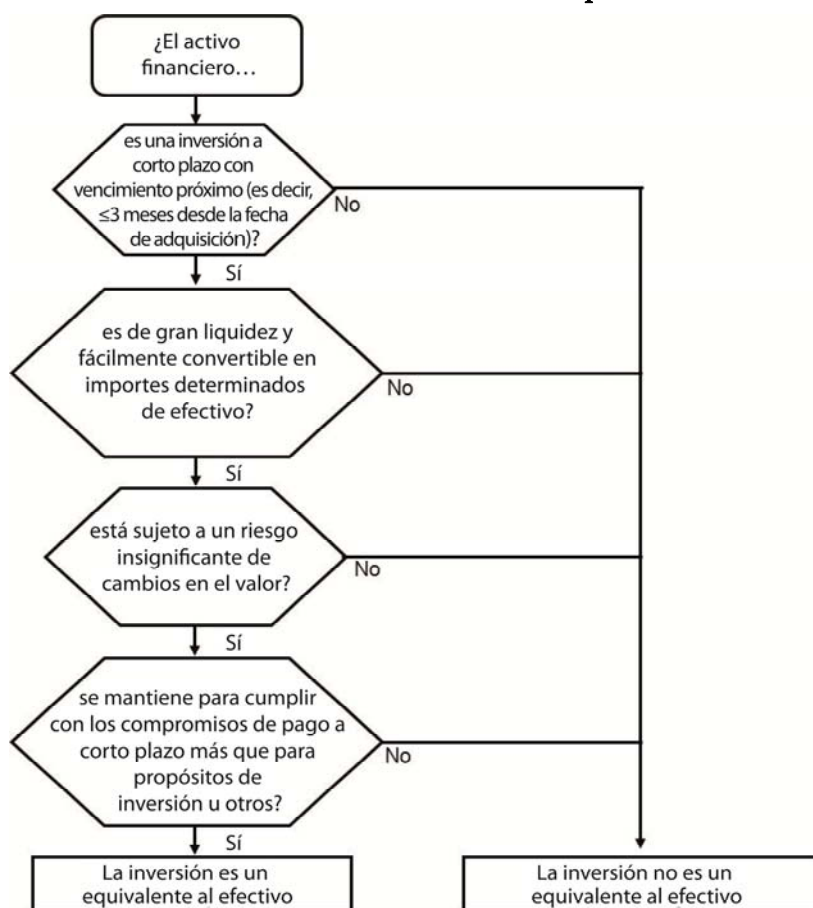 ¿El activo
financiero…
es una inversión a
corto plazo con
vencimiento próximo (es decir,
≤3 meses desde la fecha
de adquisición)?
No
Sí
es de gran liquidez y
fácilmente convertible en
importes determinados
de efectivo?
No
Sí
está sujeto a un riesgo
insignificante de
cambios en el valor?
No
Sí
se mantiene para cumplir
con los compromisos de pago a
corto plazo más que para
propósitos de
inversión u otros?
No
Sí
La inversión es un
equivalente al efectivo
La inversión no es un
equivalente al efectivo